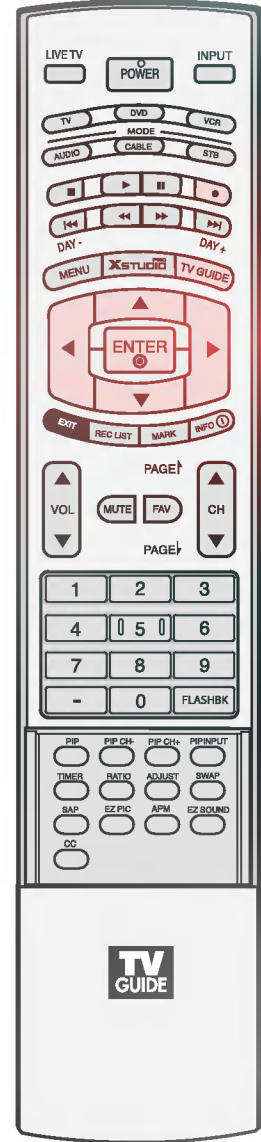 LIVE TV POWER INPUT
TV DVD VCR
MODE
AUDIO CABLE STB
DAY - DAY +
MENU XSTUDIO PRO TV GUIDE
ENTER
EXIT REC LIST MARK INFO
PAGE
VOL MUTE FAV CH
PAGE
1 2 3
4 5 6
7 8 9
- 0 FLASHBK
PIP PIP CH- PIP CH+ PIPINPUT
TIMER RATIO ADJUST SWAP
SAP EZ PIC APM EZ SOUND
CC
TV
GUIDE